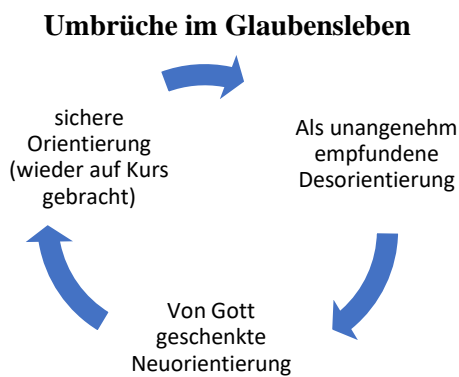 Umbrüche im Glaubensleben
sichere
Orientierung
(wieder auf Kurs
gebracht)
Als unangenehm
empfundene
Desorientierung
Von Gott
geschenkte
Neuorientierung